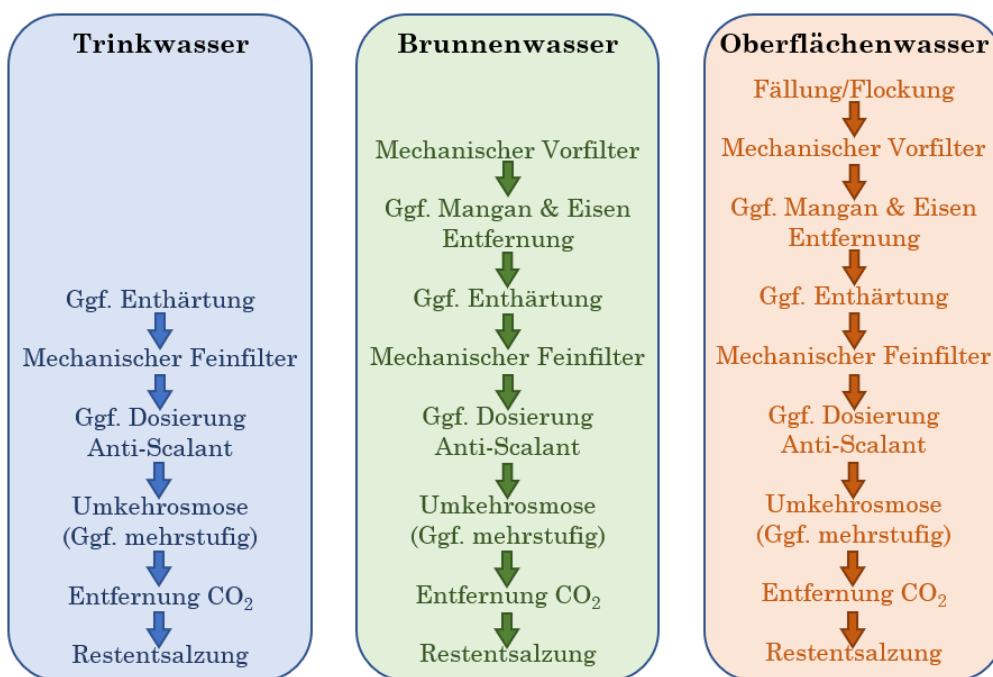 Trinkwasser
Ggf. Enthärtung
Mechanischer Feinfilter
Ggf. Dosierung
Anti-Scalant
Umkehrosmose
(Ggf. mehrstufig)
Entfernung CO₂
Restentsalzung
Brunnenwasser
Mechanischer Vorfilter
Ggf. Mangan & Eisen
Entfernung
Ggf. Enthärtung
Mechanischer Feinfilter
Ggf. Dosierung
Anti-Scalant
Umkehrosmose
(Ggf. mehrstufig)
Entfernung CO₂
Restentsalzung
Oberflächenwasser
Fällung/Flockung
Mechanischer Vorfilter
Ggf. Mangan & Eisen
Entfernung
Ggf. Enthärtung
Mechanischer Feinfilter
Ggf. Dosierung
Anti-Scalant
Umkehrosmose
(Ggf. mehrstufig)
Entfernung CO₂
Restentsalzung